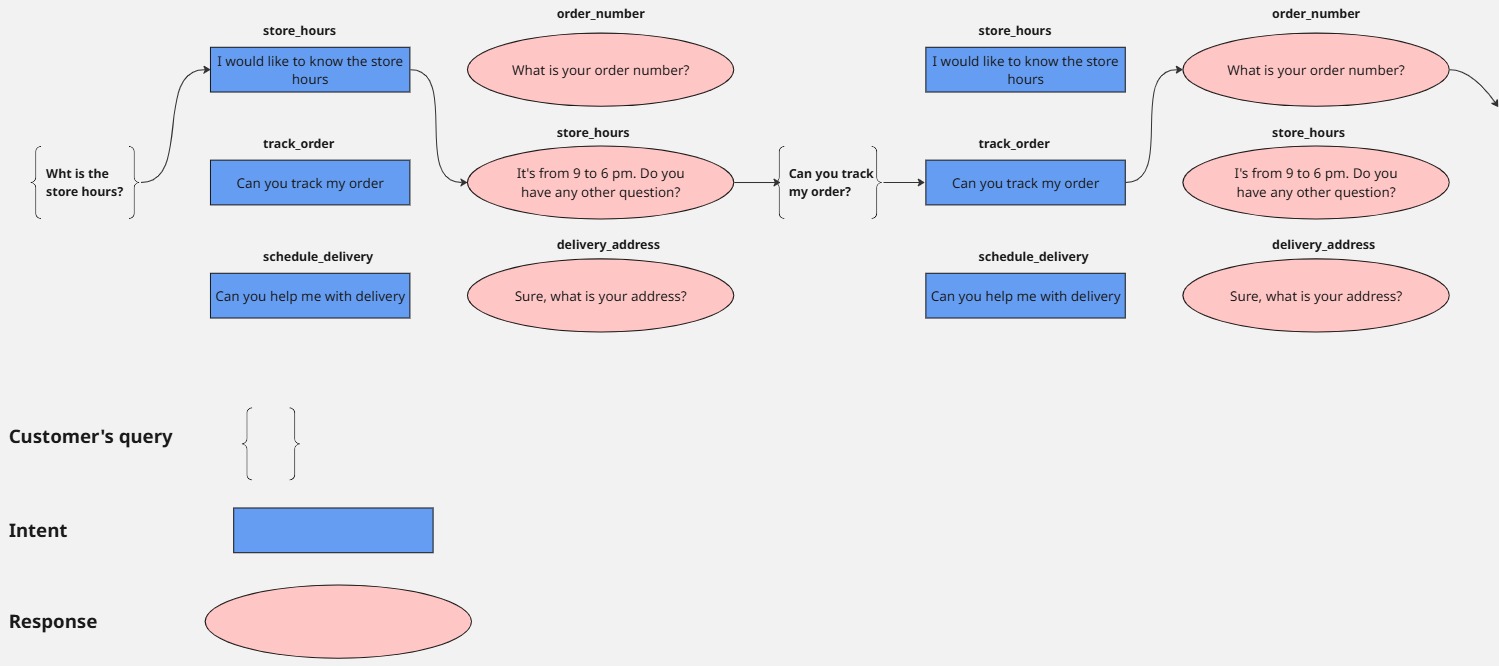 order_number
order_number
store_hours
store_hours
I would like to know the store
hours
What is your order number?
I would like to know the store
hours
What is your order number?
store_hours
store_hours
track_order
track_order
Wht is the
store hours?
Can you track my order
It's from 9 to 6 pm. Do you
have any other question?
Can you track
my order?
Can you track my order
I's from 9 to 6 pm. Do you
have any other question?
delivery_address
delivery_address
schedule_delivery
schedule_delivery
Can you help me with delivery
Sure, what is your address?
Can you help me with delivery
Sure, what is your address?
Customer's query
Intent
Response